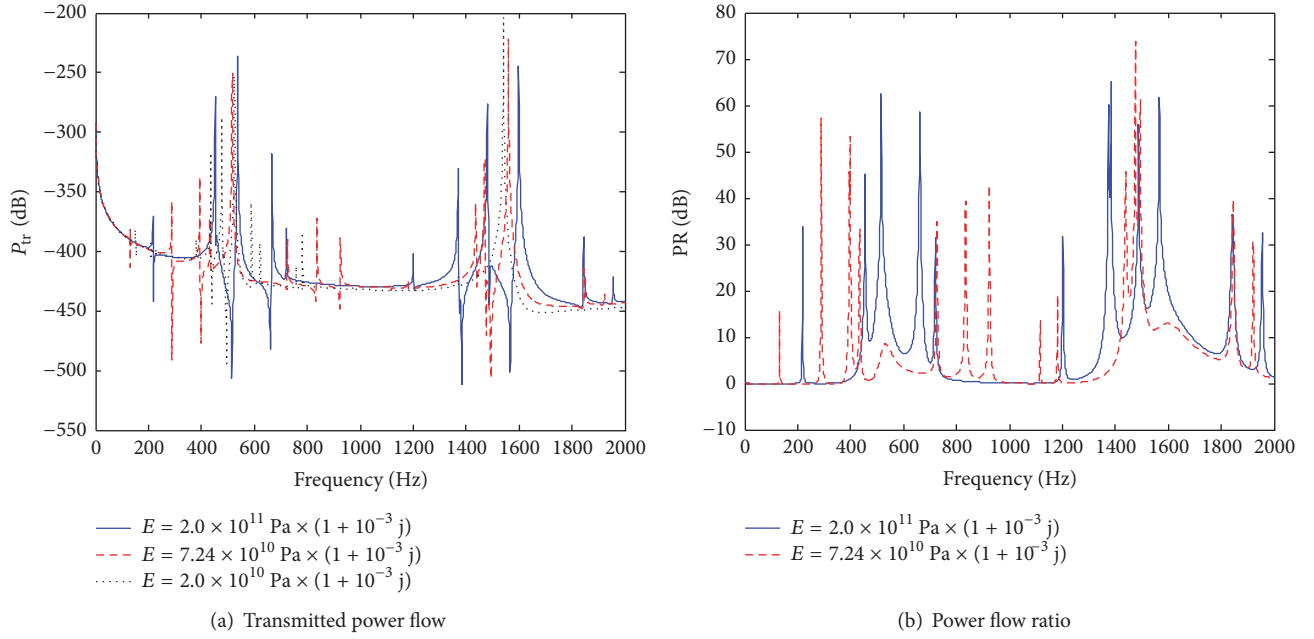 −200
−250
−300
−350
−400
−450
−500
−550
P_tr (dB)
0 200 400 600 800 1000 1200 1400 1600 1800 2000
Frequency (Hz)
E = 2.0 × 10^11 Pa × (1 + 10^−3 j)
E = 7.24 × 10^10 Pa × (1 + 10^−3 j)
E = 2.0 × 10^10 Pa × (1 + 10^−3 j)
(a) Transmitted power flow
80
70
60
50
40
30
20
10
0
−10
PR (dB)
0 200 400 600 800 1000 1200 1400 1600 1800 2000
Frequency (Hz)
E = 2.0 × 10^11 Pa × (1 + 10^−3 j)
E = 7.24 × 10^10 Pa × (1 + 10^−3 j)
(b) Power flow ratio